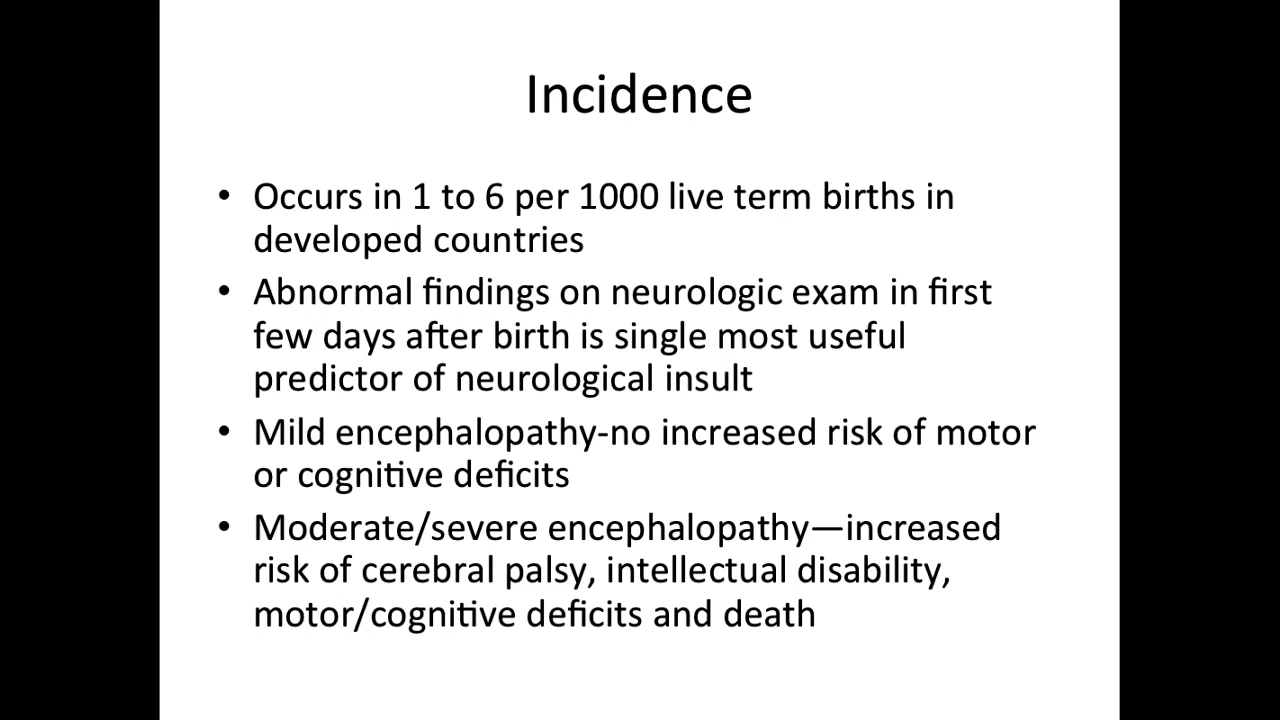 Incidence
• Occurs in 1 to 6 per 1000 live term births in
developed countries
• Abnormal findings on neurologic exam in first
few days after birth is single most useful
predictor of neurological insult
• Mild encephalopathy-no increased risk of motor
or cognitive deficits
• Moderate/severe encephalopathy—increased
risk of cerebral palsy, intellectual disability,
motor/cognitive deficits and death